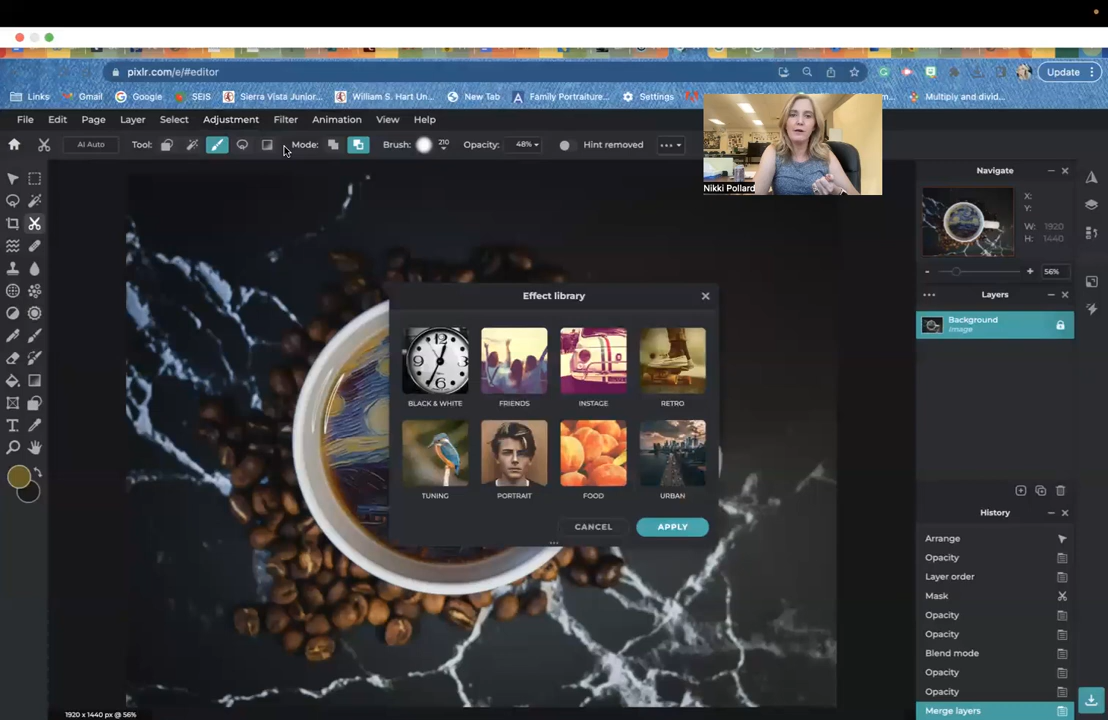 pixlr.com/e/#editor
Update
Links Gmail Google SEIS Sierra Vista Junior... William S. Hart Un... New Tab Family Portraiture... Settings Multiply and divid...
File Edit Page Layer Select Adjustment Filter Animation View Help
AI Auto Tool: Mode: Brush: 210 Opacity: 48% Hint removed
Nikki Pollard
Navigate
X:
Y:
W: 1920
H: 1440
56%
Layers
Background
Image
Effect library
BLACK & WHITE FRIENDS INSTAGE RETRO
TUNING PORTRAIT FOOD URBAN
CANCEL APPLY
History
Arrange
Opacity
Layer order
Mask
Opacity
Opacity
Blend mode
Opacity
Opacity
Merge layers
1920 x 1440 px @ 56%